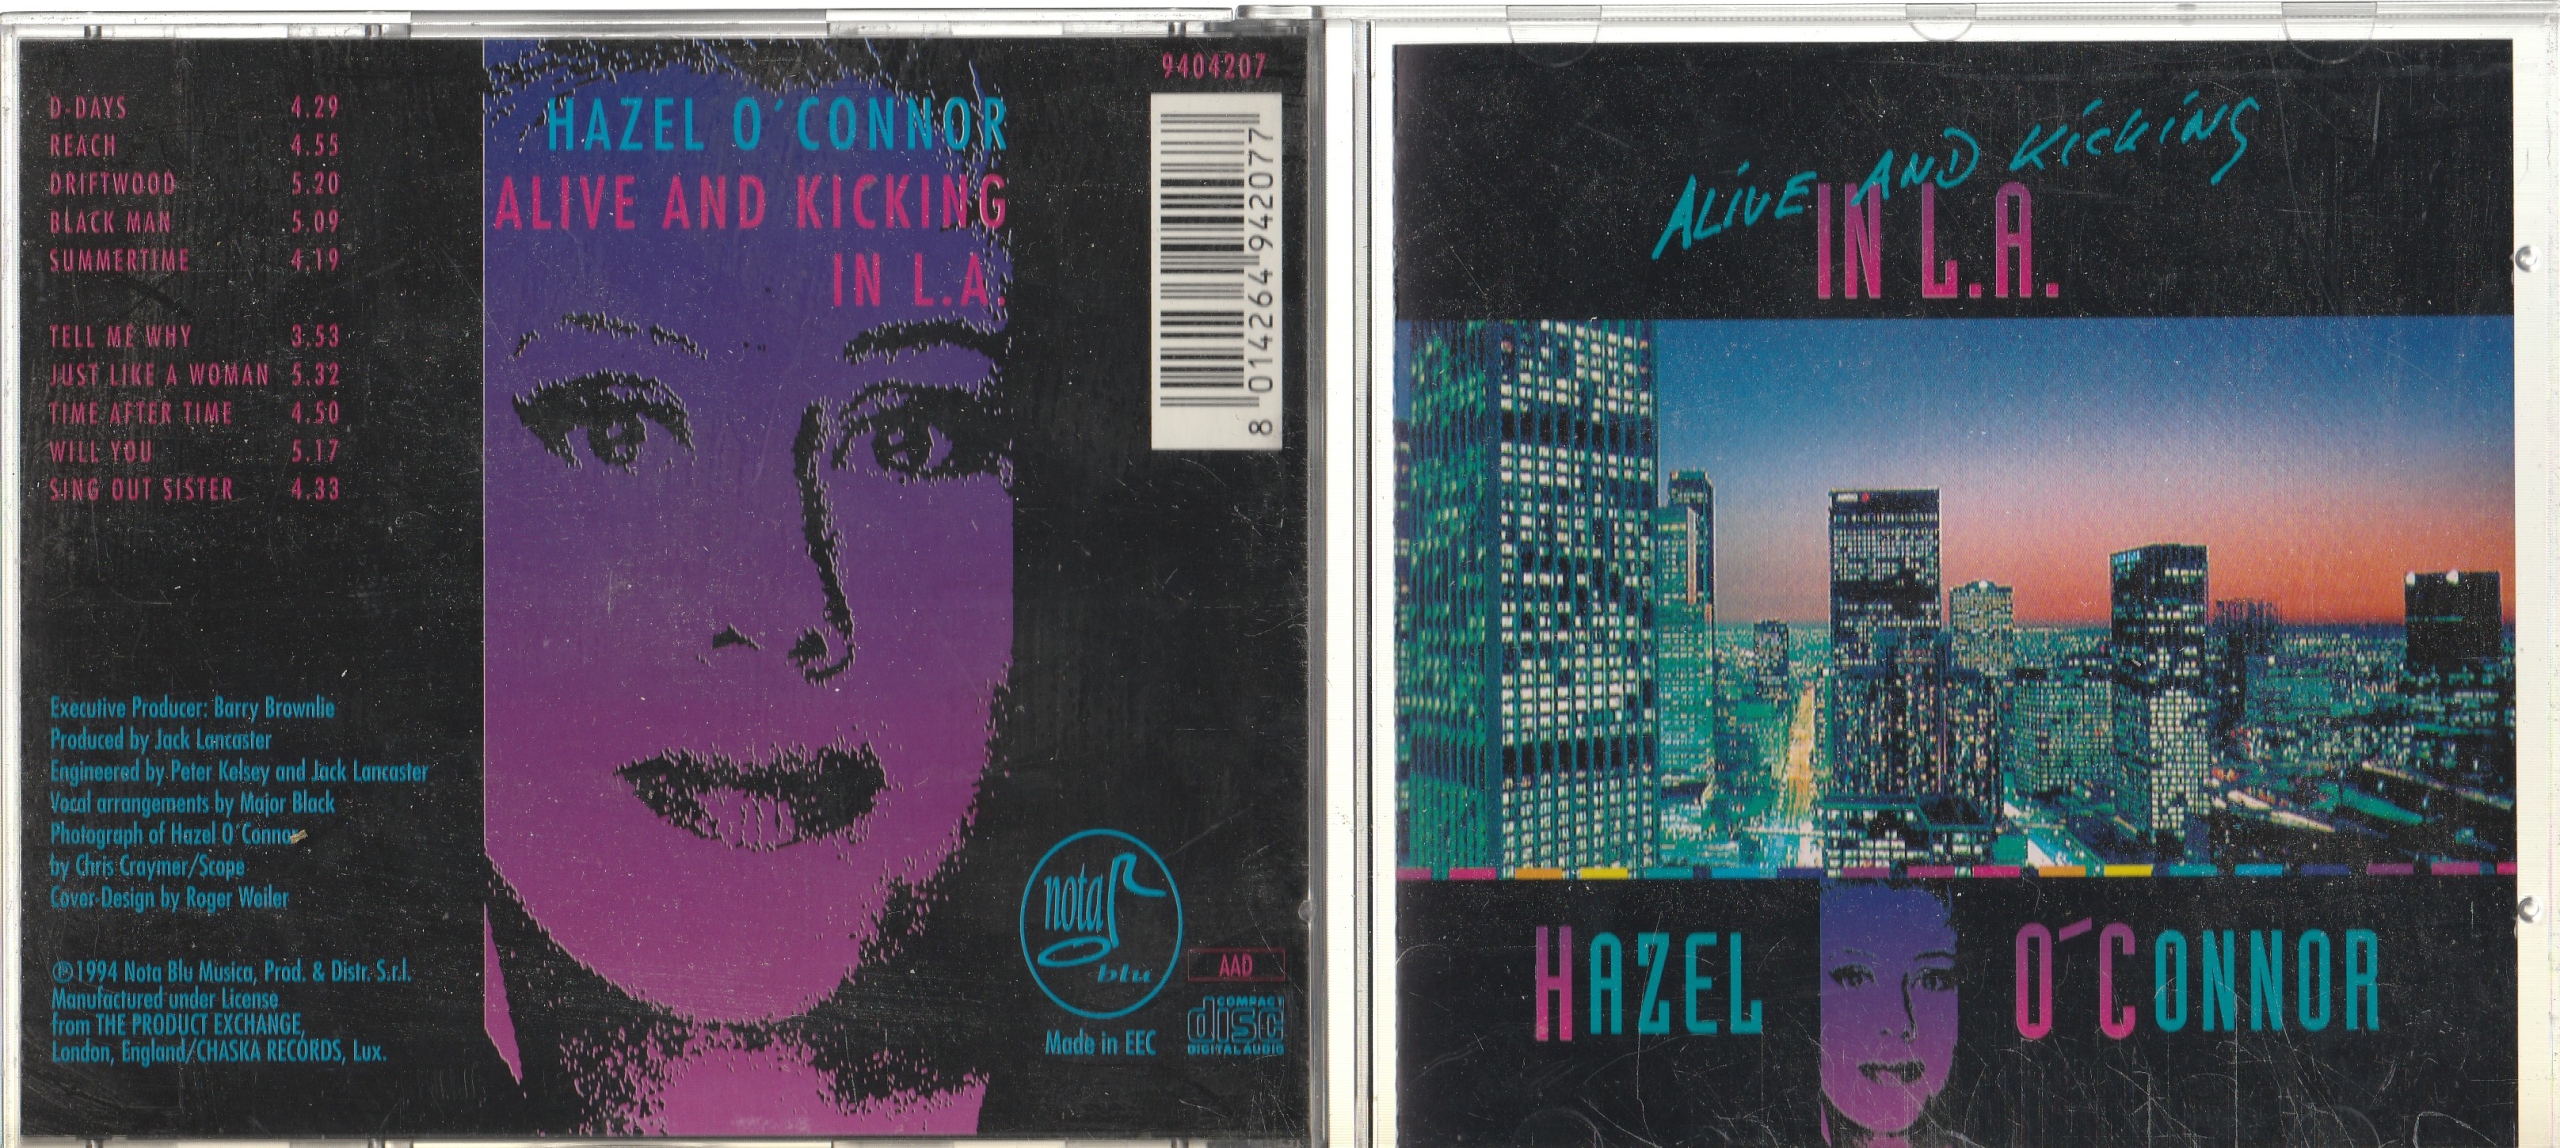 D-DAYS 4.29
REACH 4.55
DRIFTWOOD 5.20
BLACK MAN 5.09
SUMMERTIME 4.19
TELL ME WHY 3.53
JUST LIKE A WOMAN 5.32
TIME AFTER TIME 4.50
WILL YOU 5.17
SING OUT SISTER 4.33
Executive Producer: Barry Brownlie
Produced by Jack Lancaster
Engineered by Peter Kelsey and Jack Lancaster
Vocal arrangements by Major Black
Photograph of Hazel O´Connor
by Chris Craymer/Scope
Cover-Design by Roger Weiler
℗ 1994 Nota Blu Musica, Prod. & Distr. S.r.l.
Manufactured under License
from THE PRODUCT EXCHANGE,
London, England/CHASKA RECORDS, Lux.
HAZEL O´CONNOR
ALIVE AND KICKING
IN L.A.
9404207
8 014264 942077
nota
blu
Made in EEC
AAD
COMPACT
disc
DIGITAL AUDIO
ALIVE AND KICKING
IN L.A.
HAZEL O´CONNOR